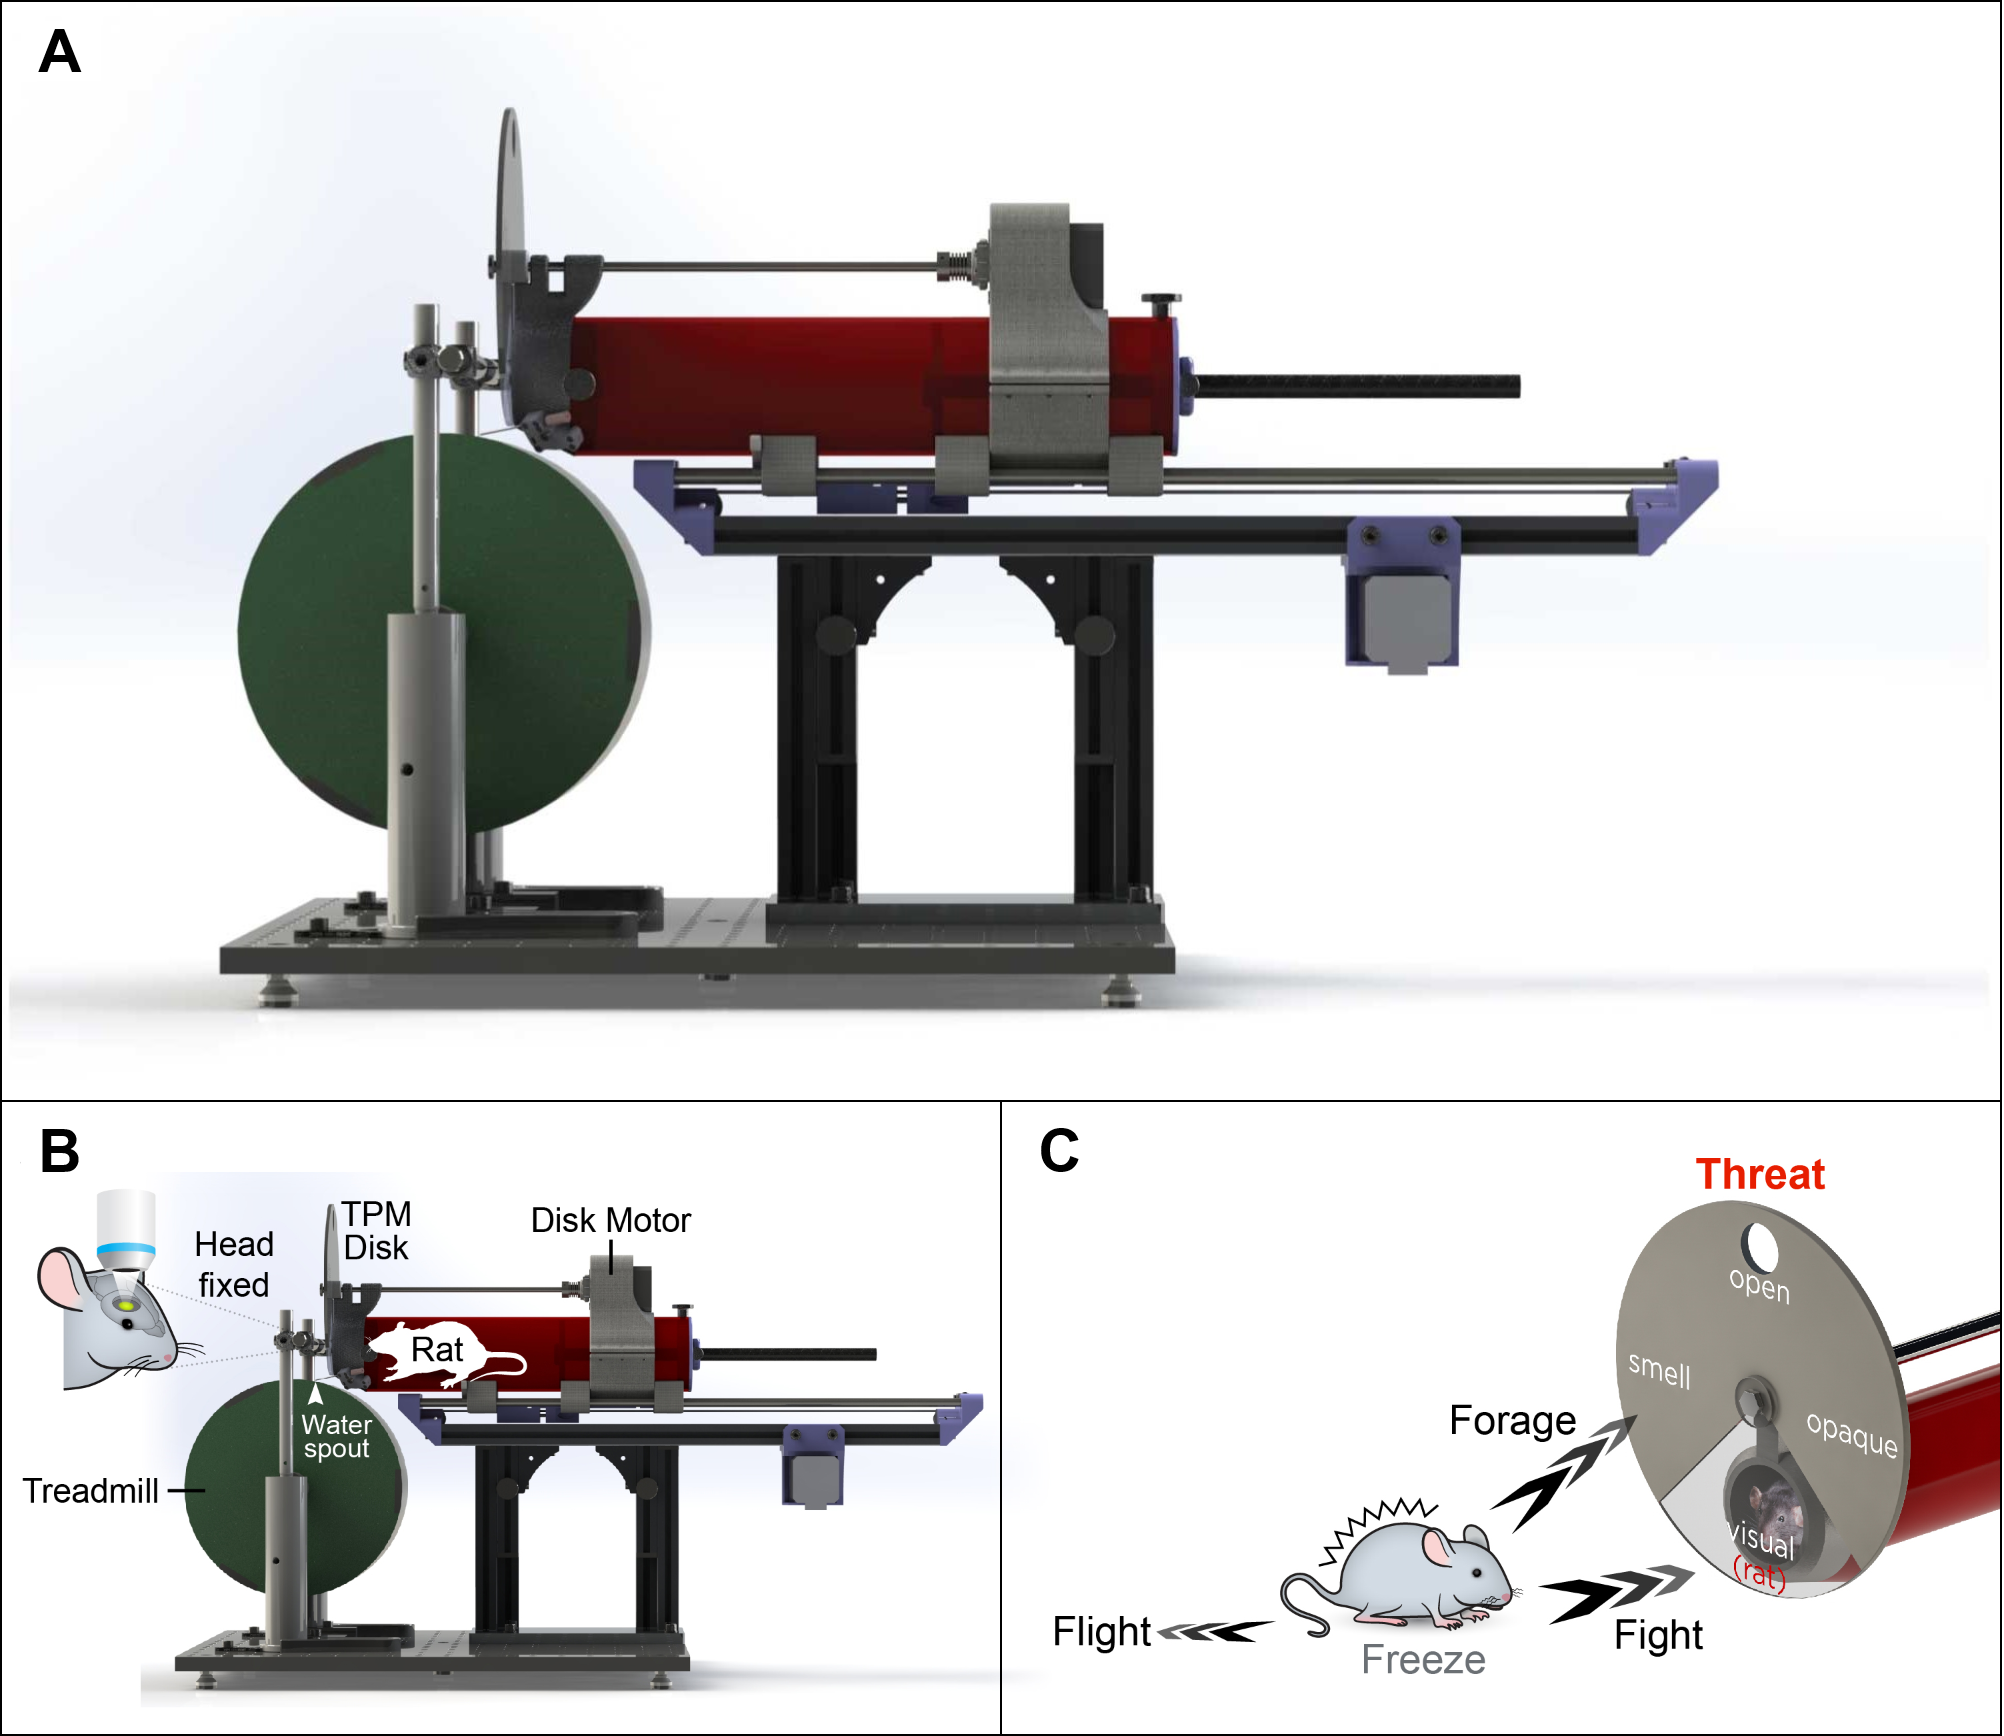 A
B
TPM
Disk
Disk Motor
Head
fixed
Rat
Water
spout
Treadmill
C
Threat
open
smell
opaque
Forage
visual
(rat)
Flight
Fight
Freeze